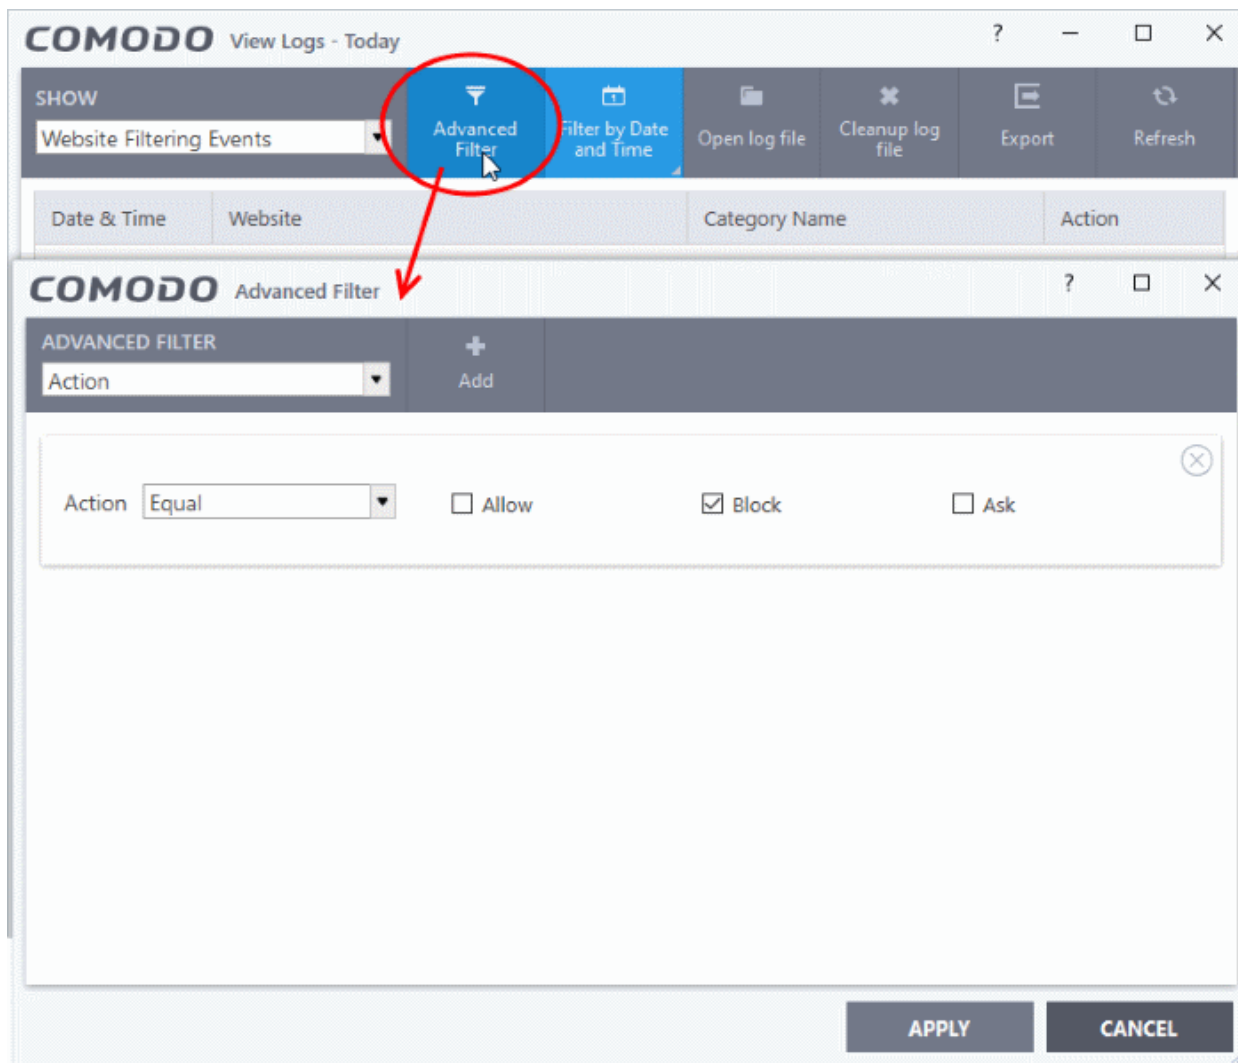 COMODO View Logs - Today
SHOW
Website Filtering Events
Advanced
Filter
Filter by Date
and Time
Open log file
Cleanup log
file
Export
Refresh
Date & Time Website Category Name Action
COMODO Advanced Filter
ADVANCED FILTER
Action
Add
Action Equal Allow Block Ask
APPLY CANCEL